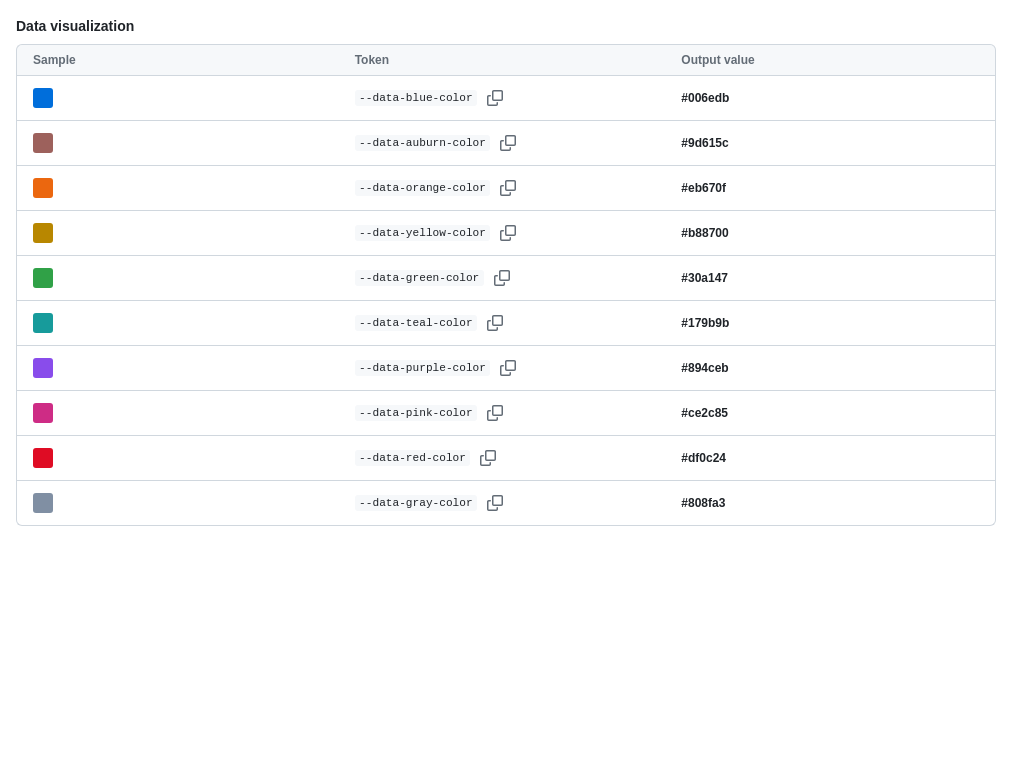 Data visualization
Sample Token Output value
--data-blue-color #006edb
--data-auburn-color #9d615c
--data-orange-color #eb670f
--data-yellow-color #b88700
--data-green-color #30a147
--data-teal-color #179b9b
--data-purple-color #894ceb
--data-pink-color #ce2c85
--data-red-color #df0c24
--data-gray-color #808fa3